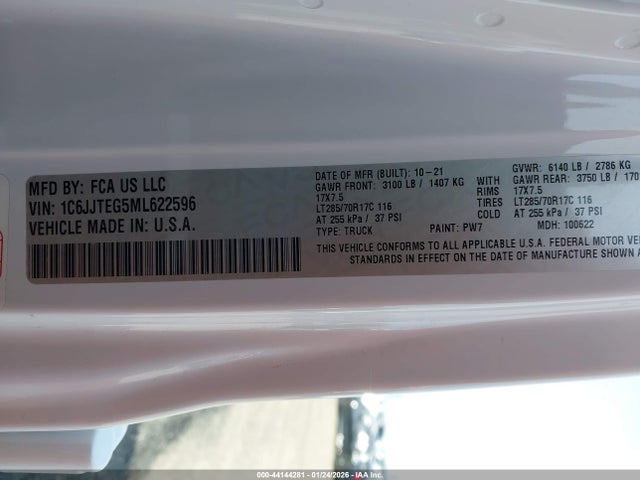 MFD BY: FCA US LLC
VIN: 1C6JJTEG5ML622596
VEHICLE MADE IN: U.S.A.
DATE OF MFR (BUILT): 10-21
GAWR FRONT: 3100 LB / 1407 KG
17X7.5
LT285/70R17C 116
AT 255 kPa / 37 PSI
TYPE: TRUCK
PAINT: PW7
WITH
RIMS
TIRES
COLD
GVWR: 6140 LB / 2786 KG
GAWR REAR: 3750 LB / 170
17X7.5
LT285/70R17C 116
AT 255 kPa / 37 PSI
MDH: 100622
THIS VEHICLE CONFORMS TO ALL APPLICABLE U.S.A. FEDERAL MOTOR VEH
STANDARDS IN EFFECT ON THE DATE OF MANUFACTURE SHOWN A
000-44144281 - 01/24/2026 - IAA Transact